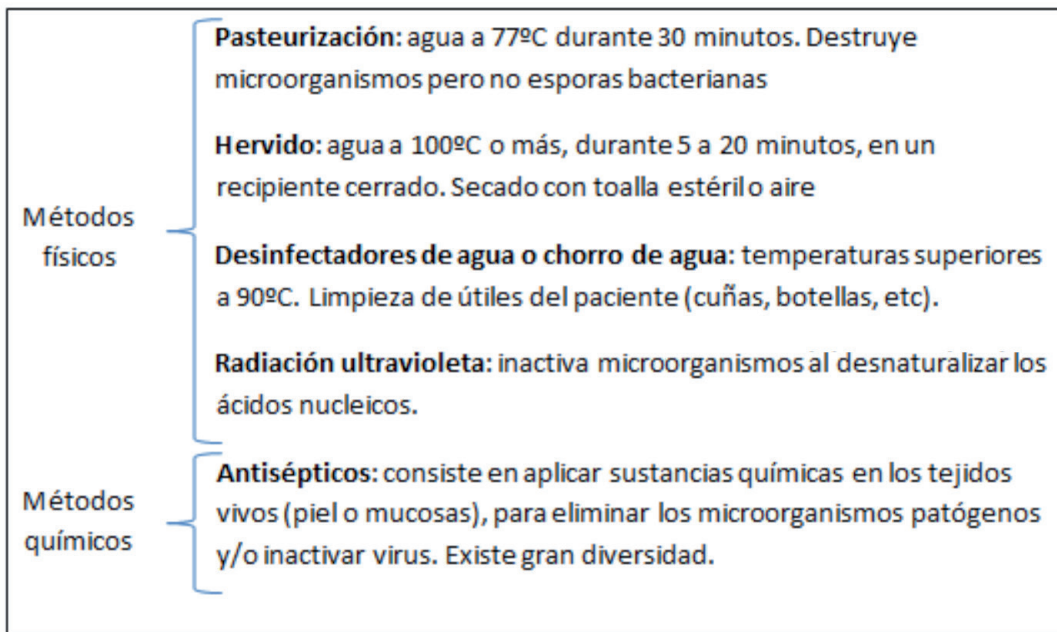 Métodos
físicos
Pasteurización: agua a 77ºC durante 30 minutos. Destruye
microorganismos pero no esporas bacterianas
Hervido: agua a 100ºC o más, durante 5 a 20 minutos, en un
recipiente cerrado. Secado con toalla estéril o aire
Desinfectadores de agua o chorro de agua: temperaturas superiores
a 90ºC. Limpieza de útiles del paciente (cuñas, botellas, etc).
Radiación ultravioleta: inactiva microorganismos al desnaturalizar los
ácidos nucleicos.
Métodos
químicos
Antisépticos: consiste en aplicar sustancias químicas en los tejidos
vivos (piel o mucosas), para eliminar los microorganismos patógenos
y/o inactivar virus. Existe gran diversidad.